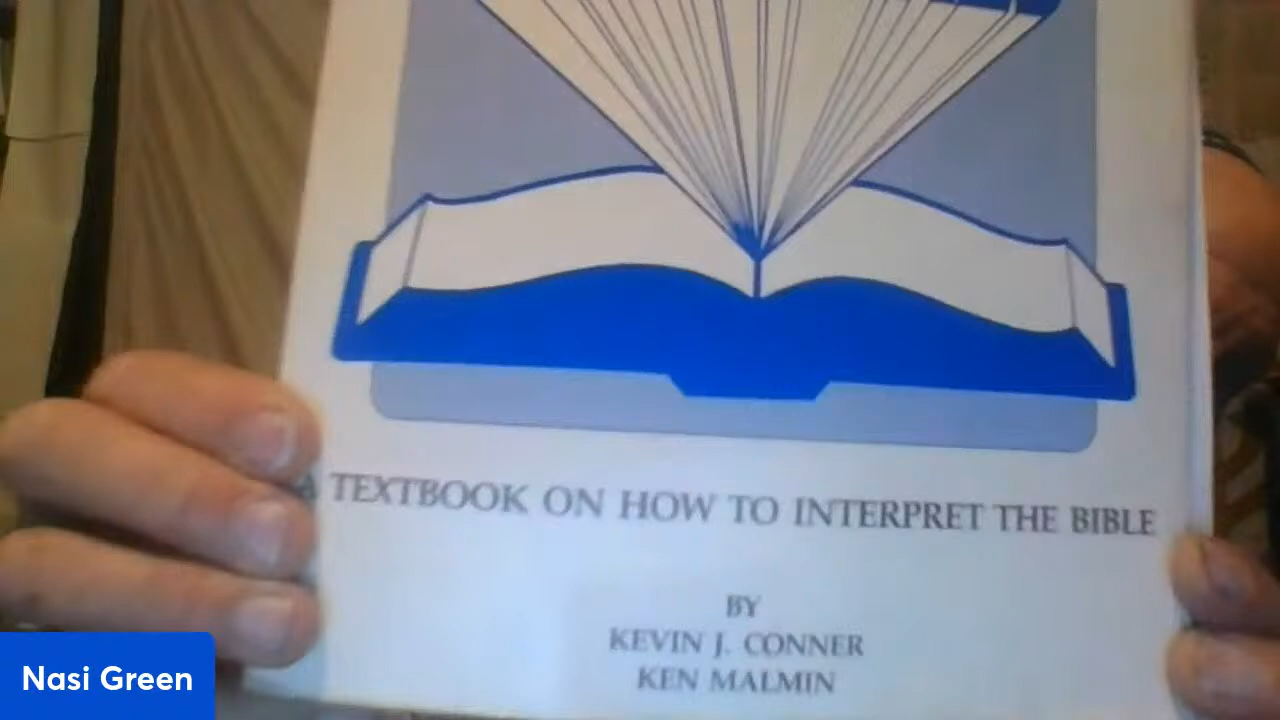 A TEXTBOOK ON HOW TO INTERPRET THE BIBLE
BY
KEVIN J. CONNER
KEN MALMIN
Nasi Green